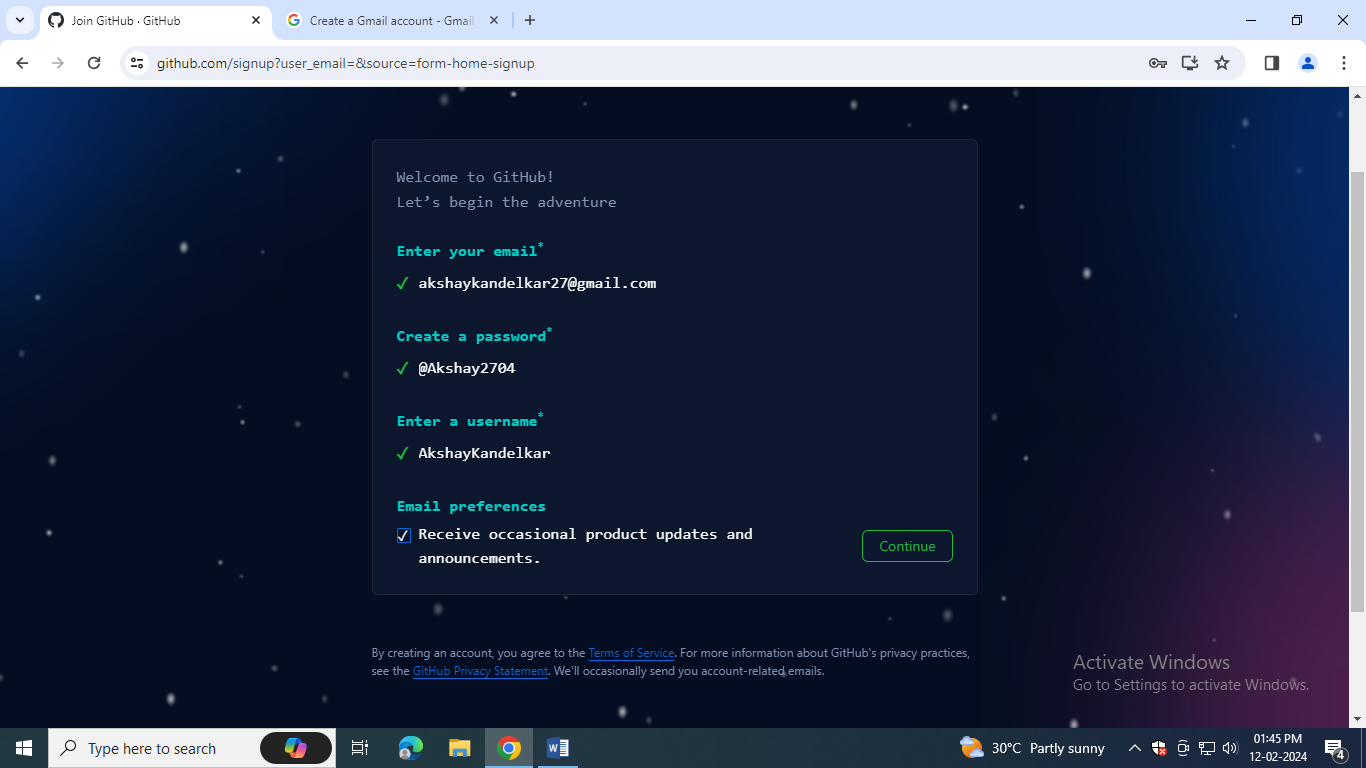 Join GitHub · GitHub
Create a Gmail account - Gmail
github.com/signup?user_email=&source=form-home-signup
Welcome to GitHub!
Let’s begin the adventure
Enter your email*
✓ akshaykandelkar27@gmail.com
Create a password*
✓ @Akshay2704
Enter a username*
✓ AkshayKandelkar
Email preferences
Receive occasional product updates and
announcements.
Continue
By creating an account, you agree to the Terms of Service. For more information about GitHub's privacy practices,
see the GitHub Privacy Statement. We'll occasionally send you account-related emails.
Activate Windows
Go to Settings to activate Windows.
Type here to search
30°C Partly sunny
01:45 PM
12-02-2024
4